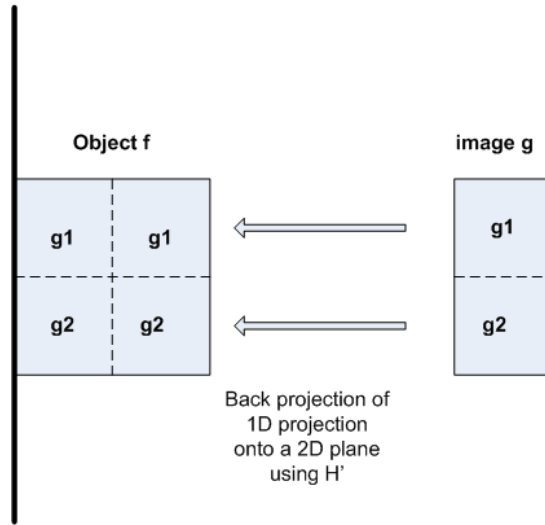 Object f
image g
g1
g1
g1
g2
g2
g2
Back projection of
1D projection
onto a 2D plane
using H'